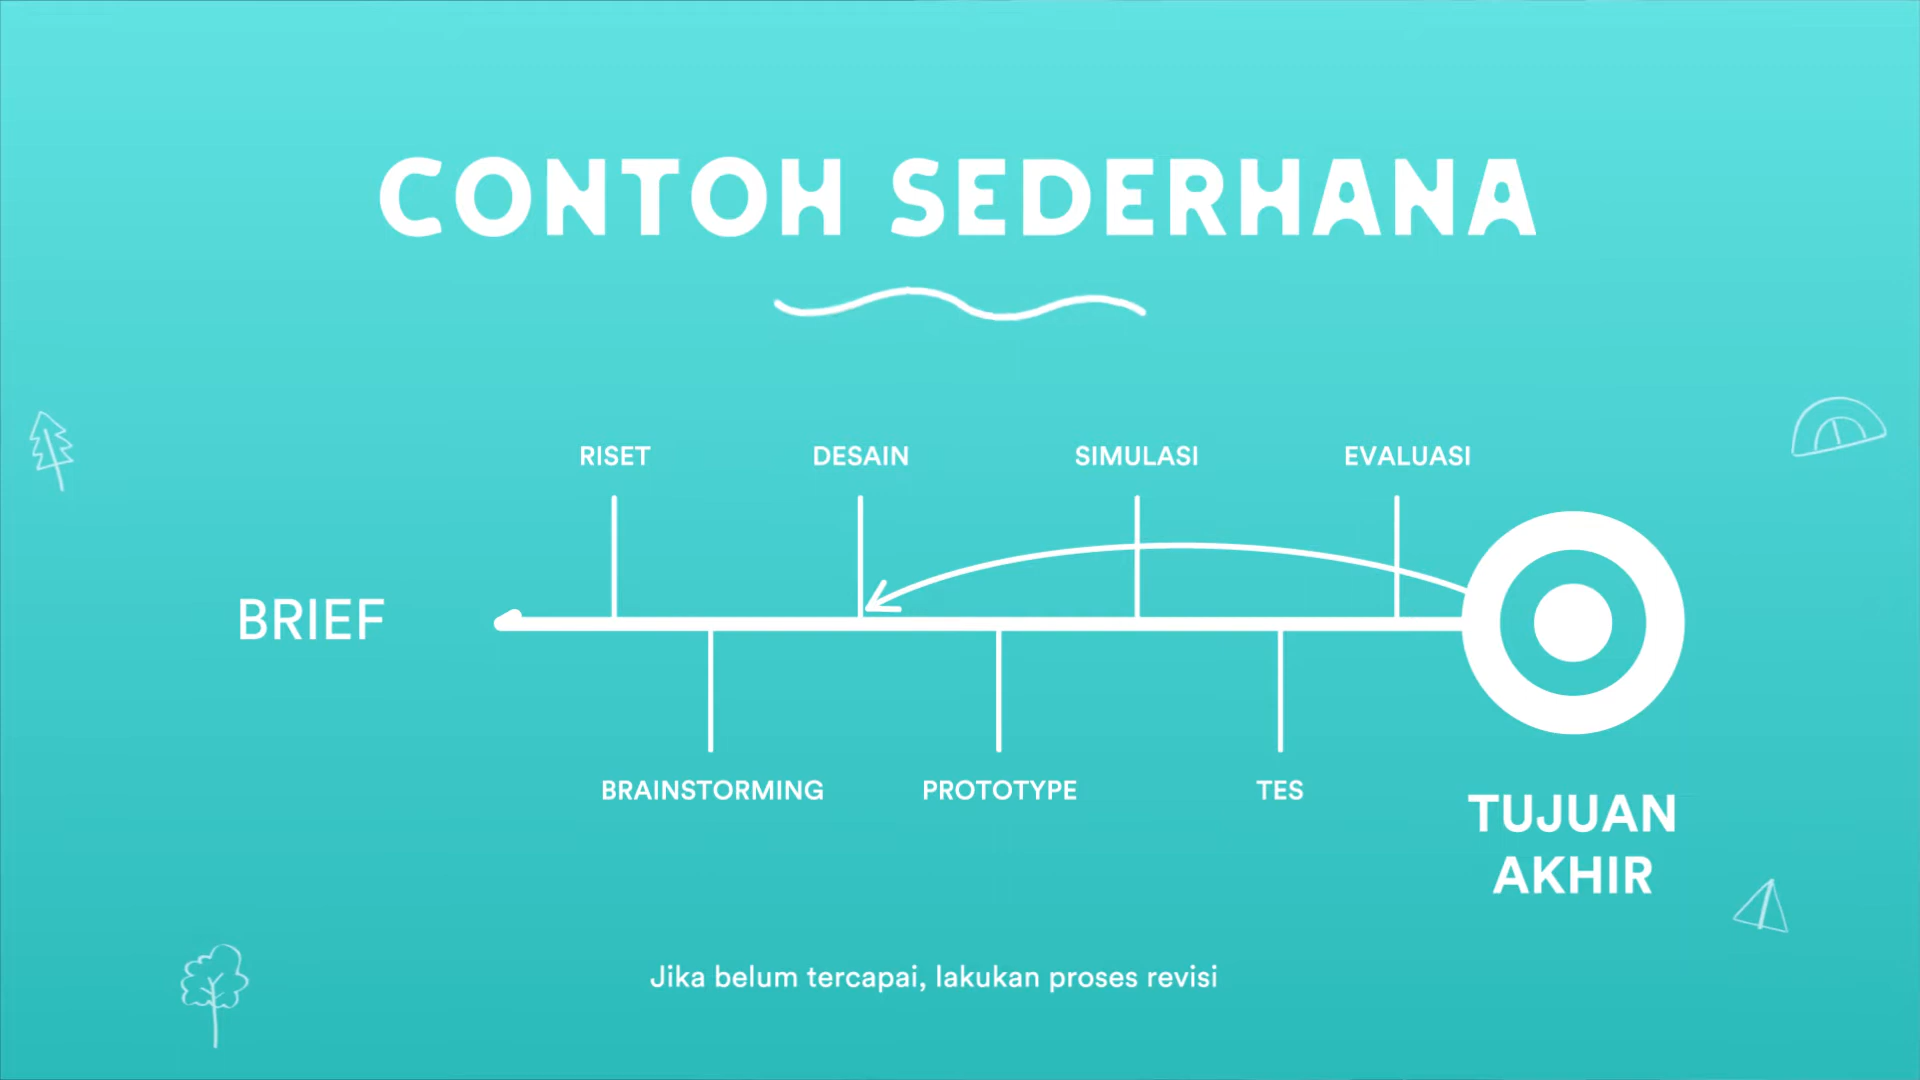 CONTOH SEDERHANA
RISET
DESAIN
SIMULASI
EVALUASI
BRIEF
BRAINSTORMING
PROTOTYPE
TES
TUJUAN
AKHIR
Jika belum tercapai, lakukan proses revisi